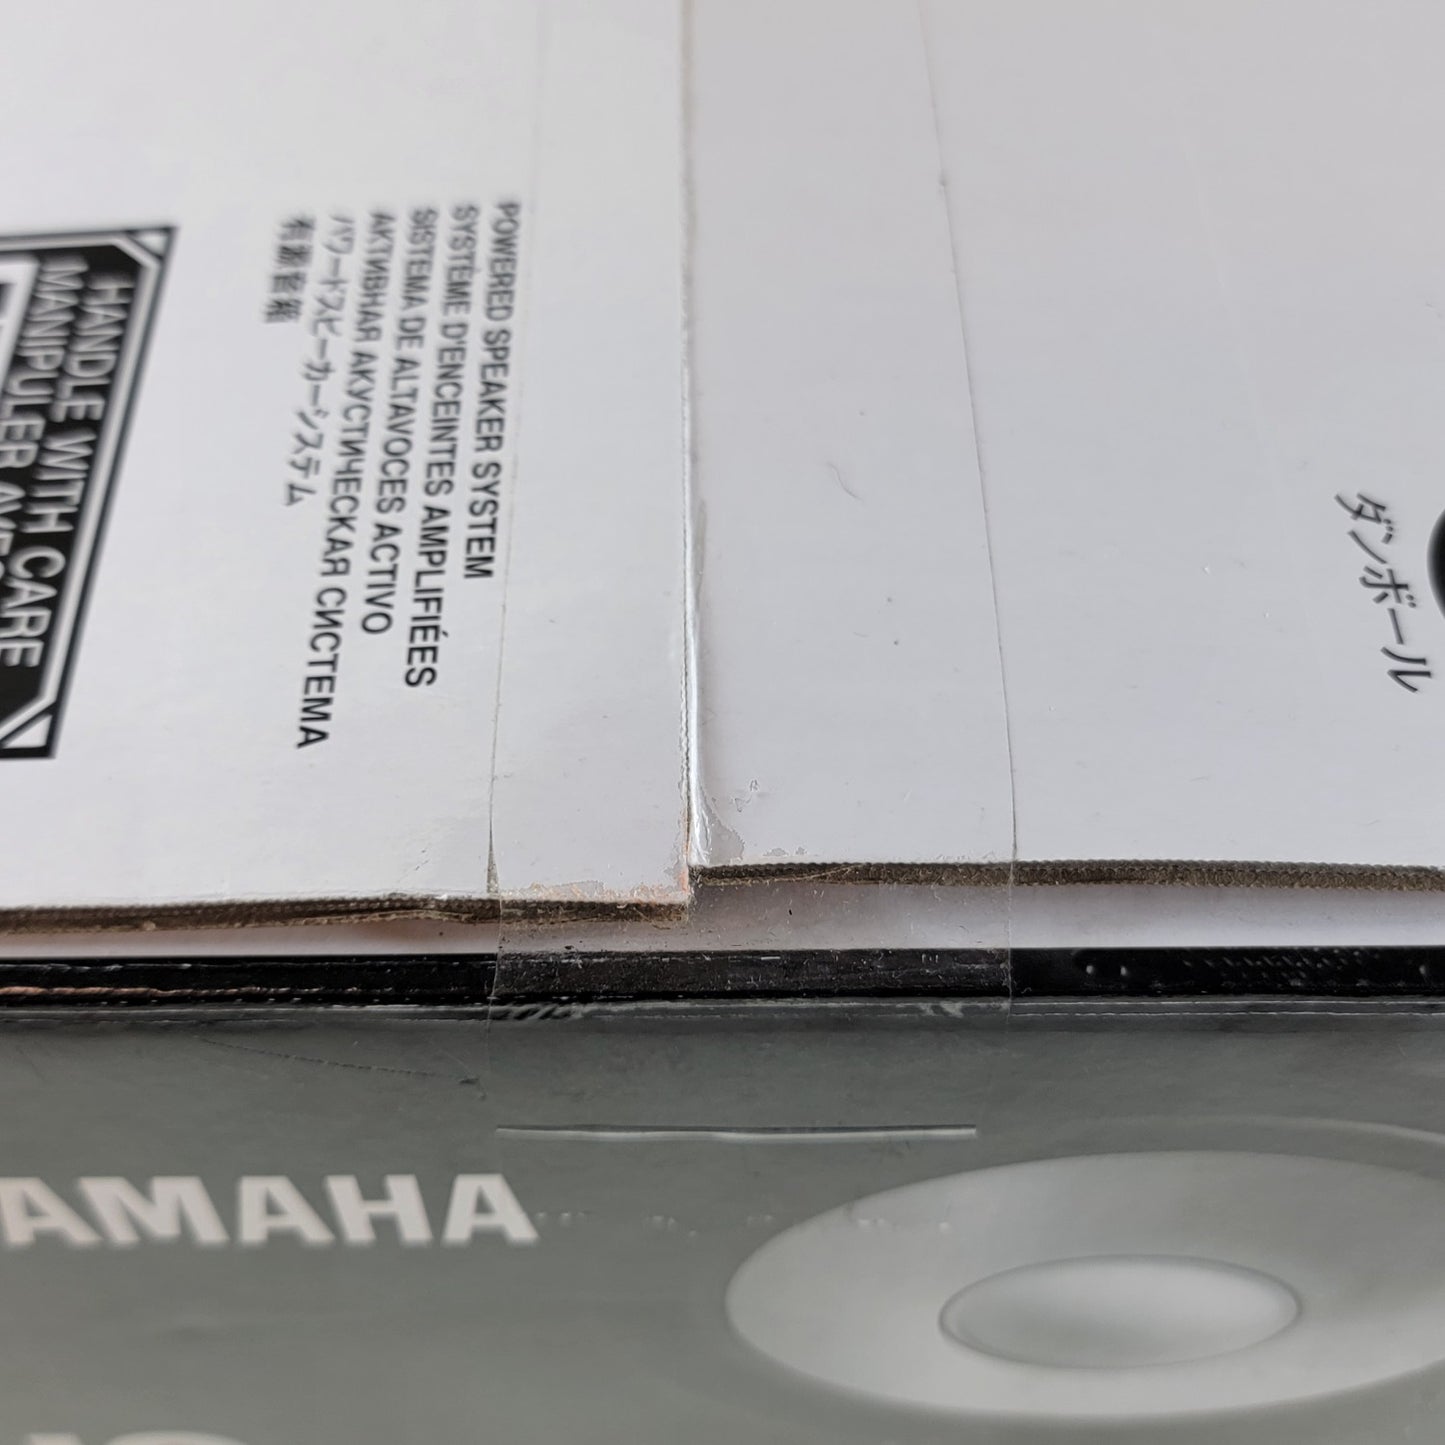 POWERED SPEAKER SYSTEM
SYSTÈME D'ENCEINTES AMPLIFIÉES
SISTEMA DE ALTAVOCES ACTIVO
АКТИВНАЯ АКУСТИЧЕСКАЯ СИСТЕМА
パワードスピーカーシステム
有源音箱
HANDLE WITH CARE
MANIPULER AVEC
ダンボール
AMAHA